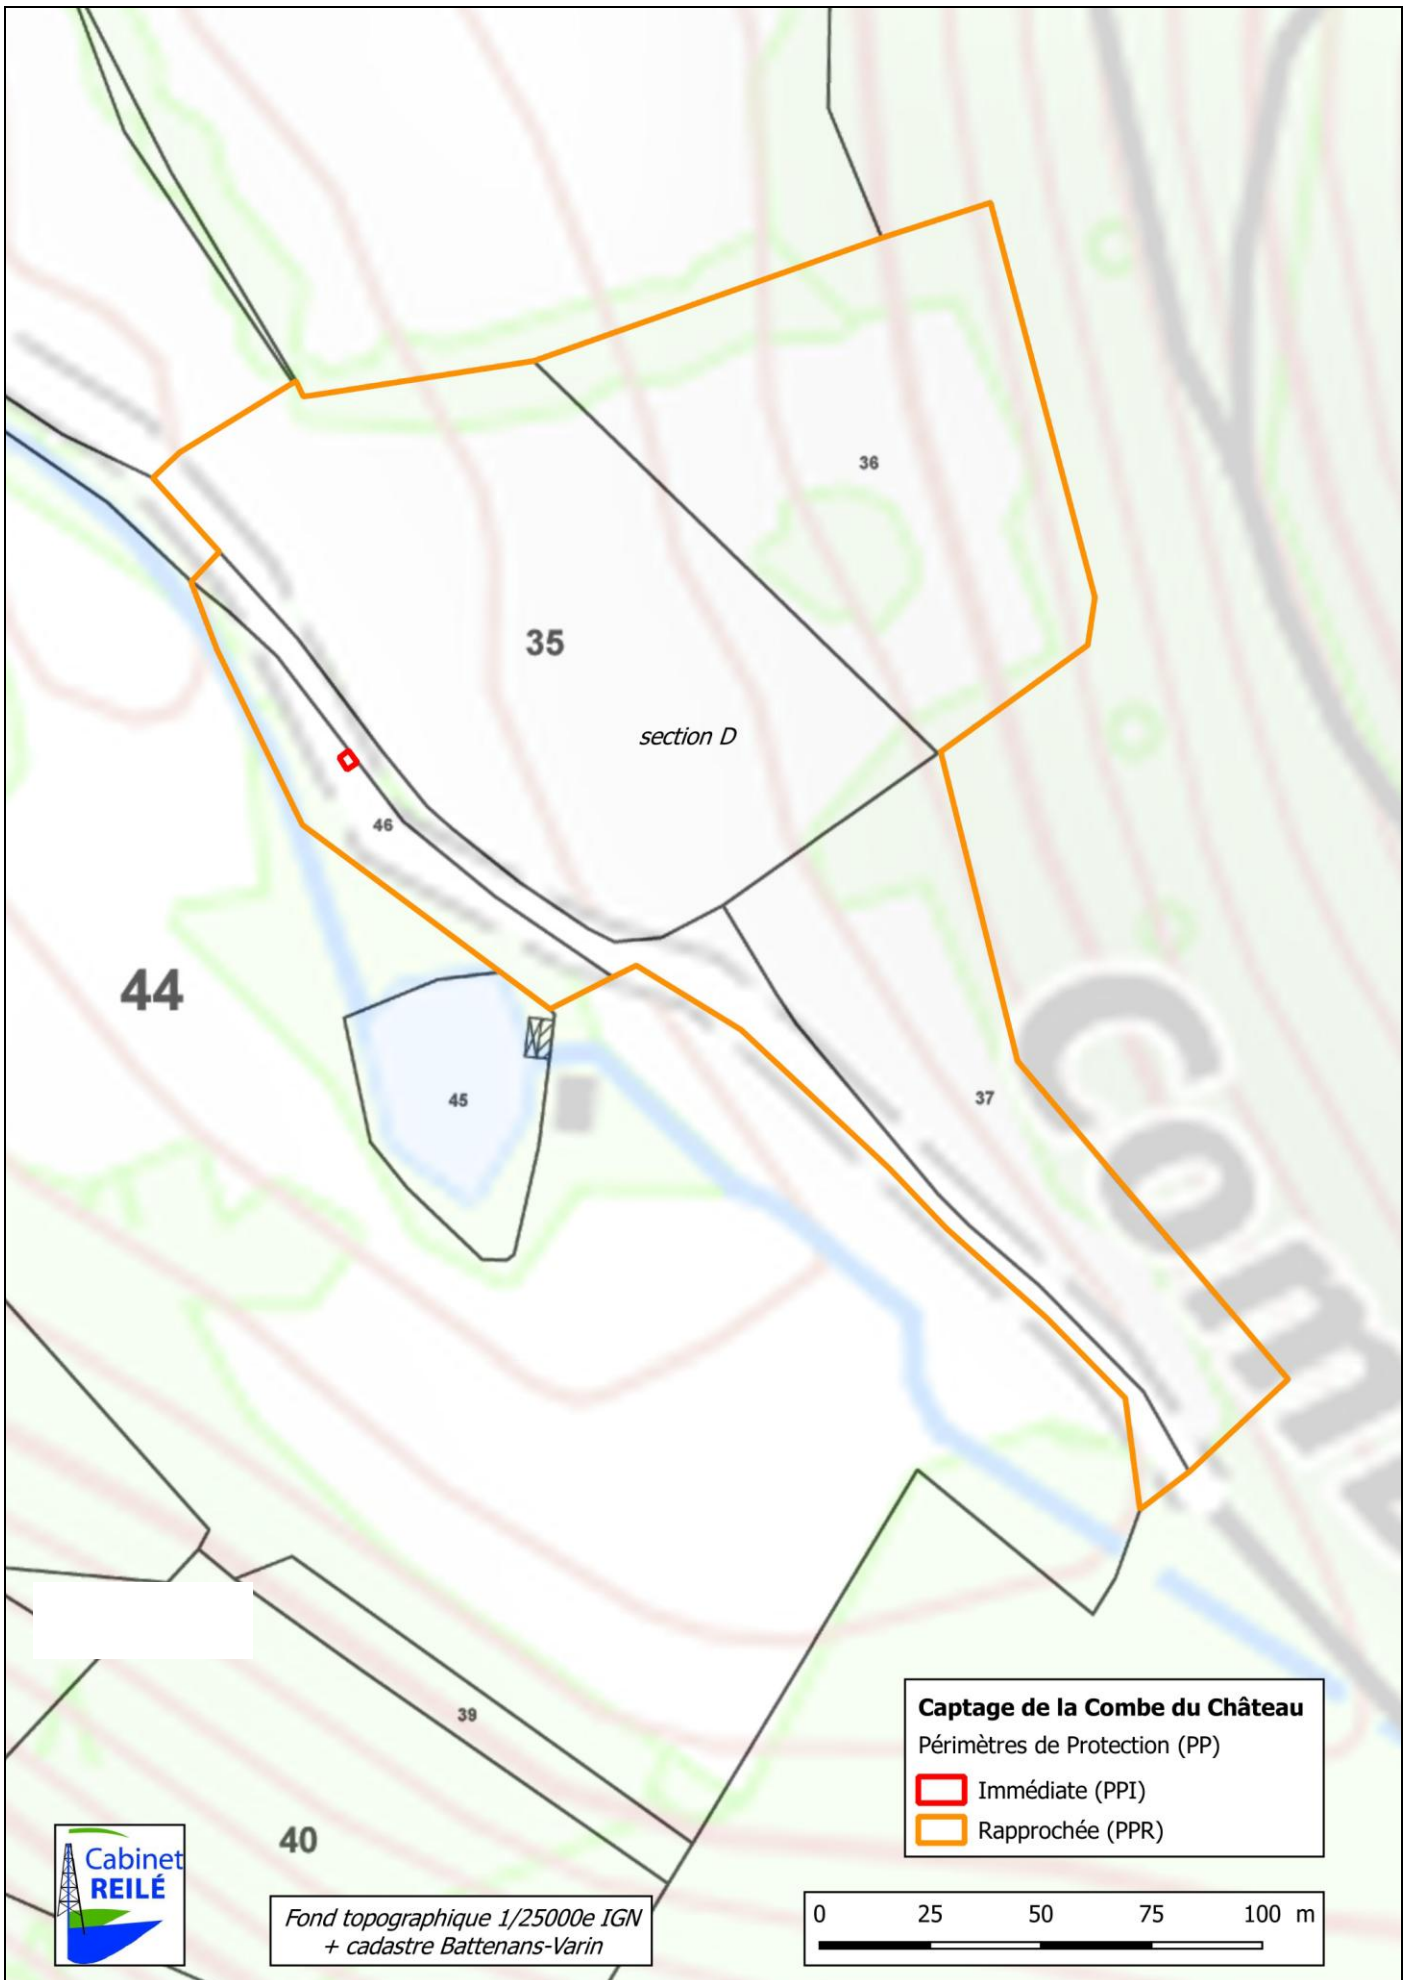 36
35
section D
46
44
45
37
Comb
39
40
Captage de la Combe du Château
Périmètres de Protection (PP)
Immédiate (PPI)
Rapprochée (PPR)
Cabinet
REILÉ
Fond topographique 1/25000e IGN
+ cadastre Battenans-Varin
0 25 50 75 100 m